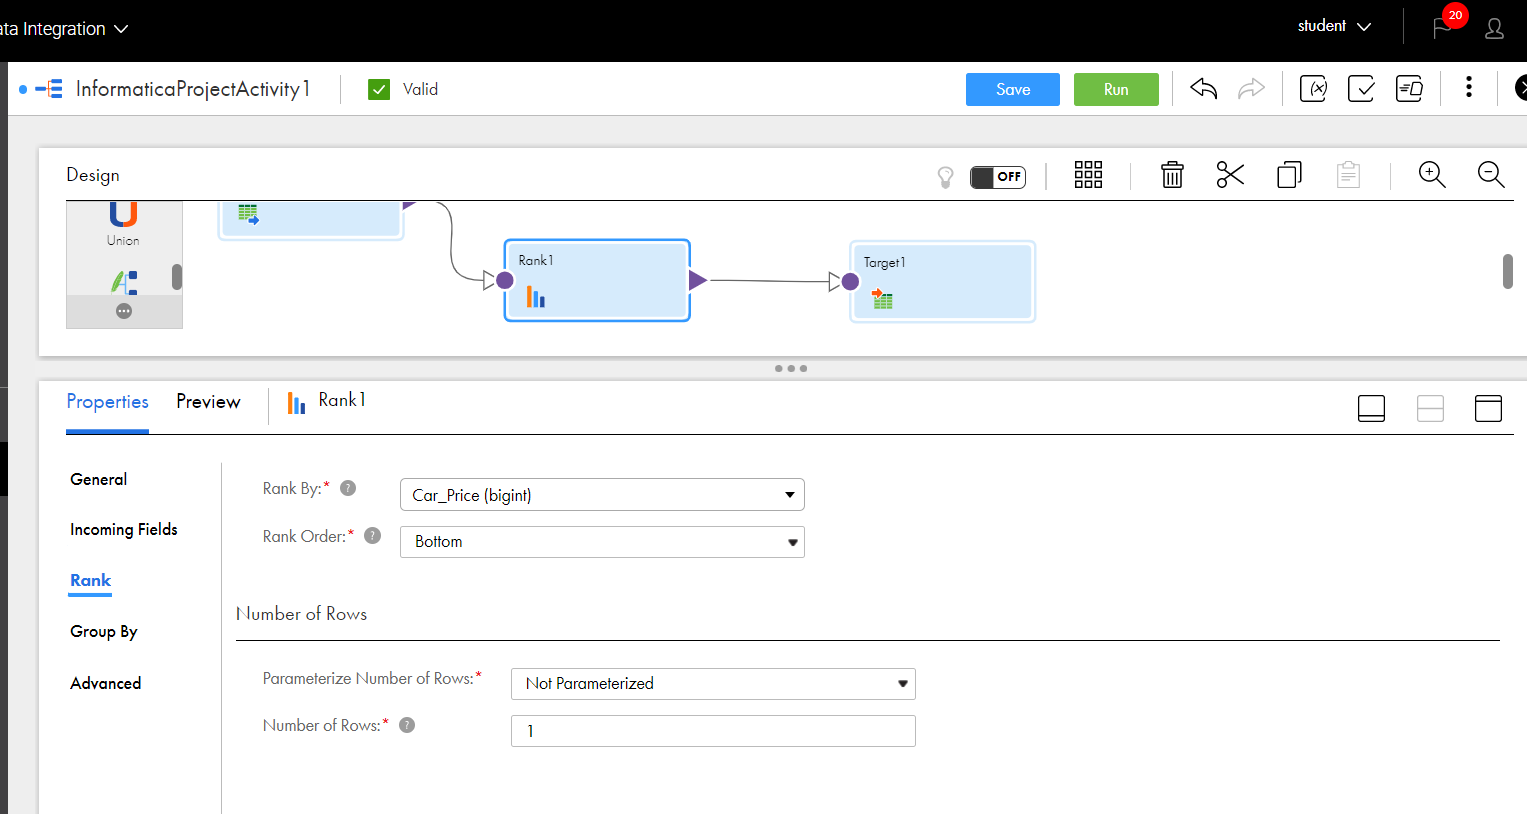 ata Integration
student
20
InformaticaProjectActivity1
Valid
Save
Run
Design
OFF
Union
Rank1
Target1
Properties
Preview
Rank1
General
Incoming Fields
Rank
Group By
Advanced
Rank By:* ?
Car_Price (bigint)
Rank Order:* ?
Bottom
Number of Rows
Parameterize Number of Rows:*
Not Parameterized
Number of Rows:* ?
1